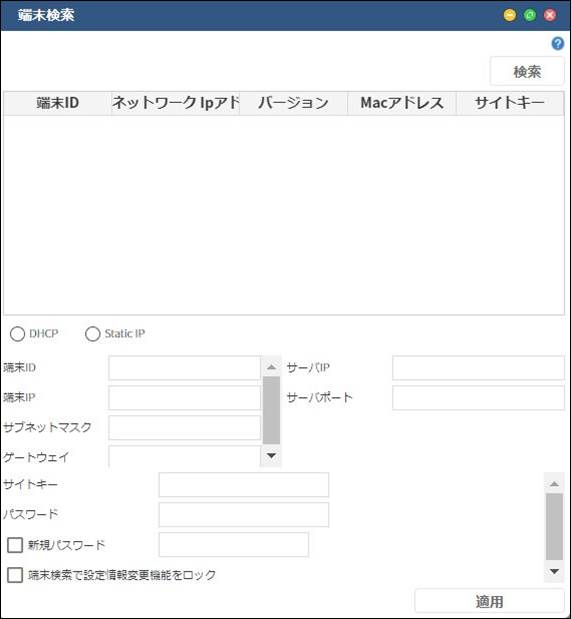 端末検索
?
検索
端末ID ネットワーク Ipアド バージョン Macアドレス サイトキー
DHCP Static IP
端末ID サーバIP
端末IP サーバポート
サブネットマスク
ゲートウェイ
サイトキー
パスワード
新規パスワード
端末検索で設定情報変更機能をロック
適用